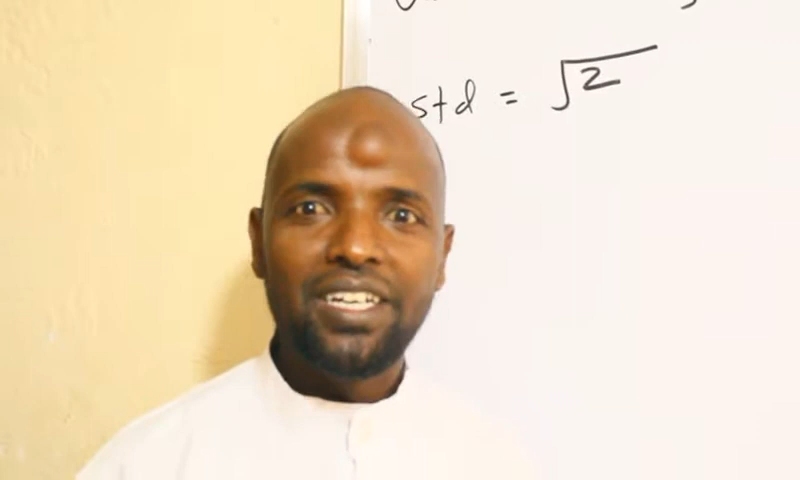 std = √2